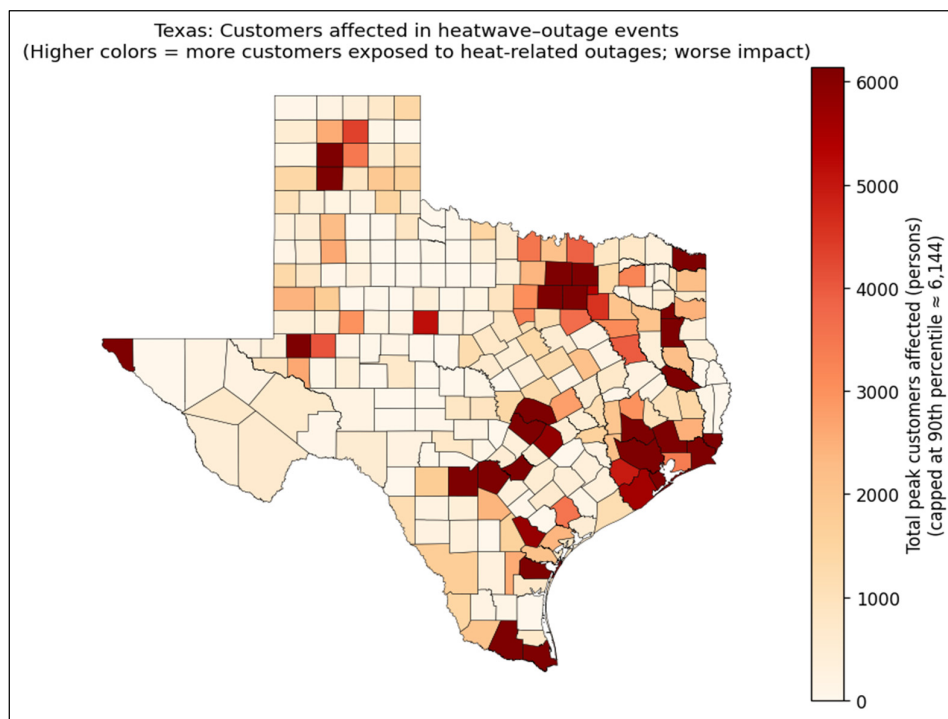 Texas: Customers affected in heatwave–outage events
(Higher colors = more customers exposed to heat-related outages; worse impact)
6000
5000
4000
3000
2000
1000
0
Total peak customers affected (persons)
(capped at 90th percentile ≈ 6,144)